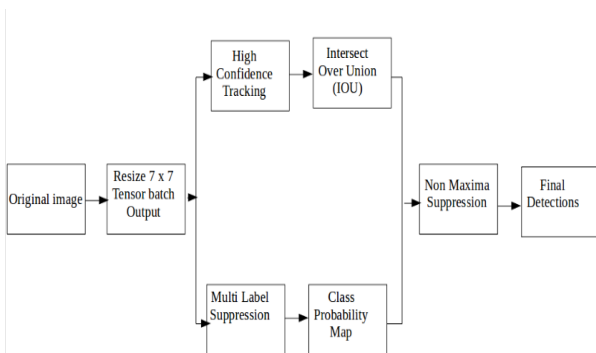 Original image
Resize 7 x 7
Tensor batch
Output
High
Confidence
Tracking
Intersect
Over Union
(IOU)
Multi Label
Suppression
Class
Probability
Map
Non Maxima
Suppression
Final
Detections